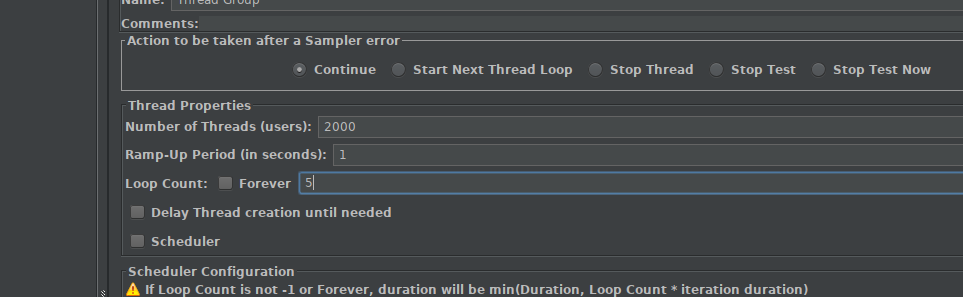 Name: Thread Group
Comments:
Action to be taken after a Sampler error
Continue Start Next Thread Loop Stop Thread Stop Test Stop Test Now
Thread Properties
Number of Threads (users): 2000
Ramp-Up Period (in seconds): 1
Loop Count: Forever 5
Delay Thread creation until needed
Scheduler
Scheduler Configuration
If Loop Count is not -1 or Forever, duration will be min(Duration, Loop Count * iteration duration)